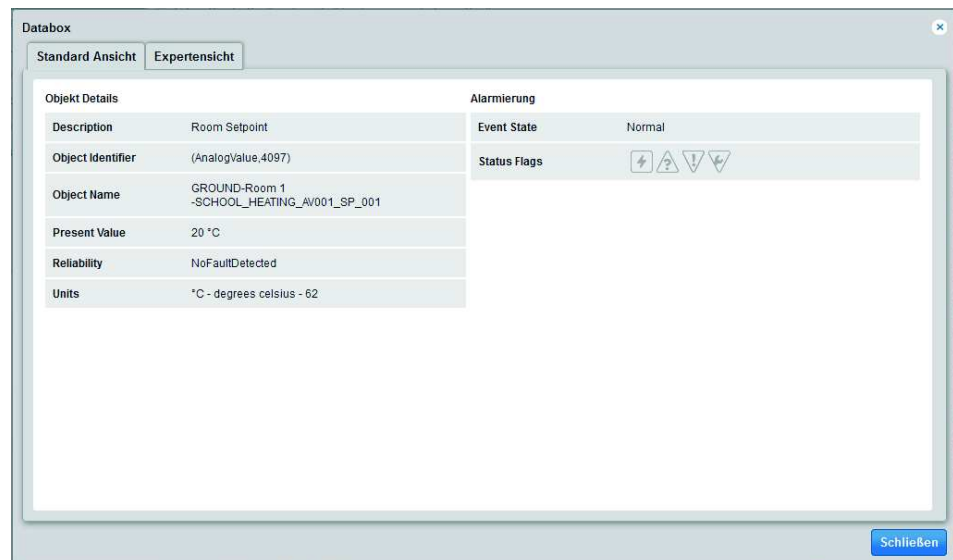 Databox
Standard Ansicht
Expertensicht
Objekt Details
Description Room Setpoint
Object Identifier (AnalogValue,4097)
Object Name GROUND-Room 1
-SCHOOL_HEATING_AV001_SP_001
Present Value 20 °C
Reliability NoFaultDetected
Units °C - degrees celsius - 62
Alarmierung
Event State Normal
Status Flags
Schließen